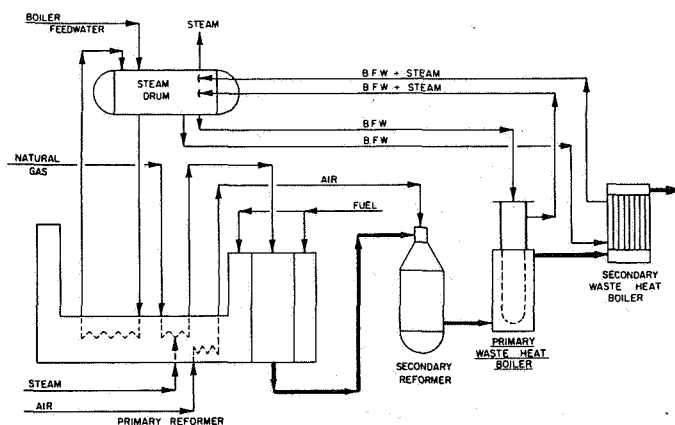 BOILER
FEEDWATER
STEAM
STEAM
DRUM
B.F.W + STEAM
B.F.W + STEAM
B.F.W
B.F.W.
NATURAL
GAS
AIR
FUEL
SECONDARY
WASTE HEAT
BOILER
PRIMARY
WASTE HEAT
BOILER
SECONDARY
REFORMER
STEAM
AIR
PRIMARY REFORMER